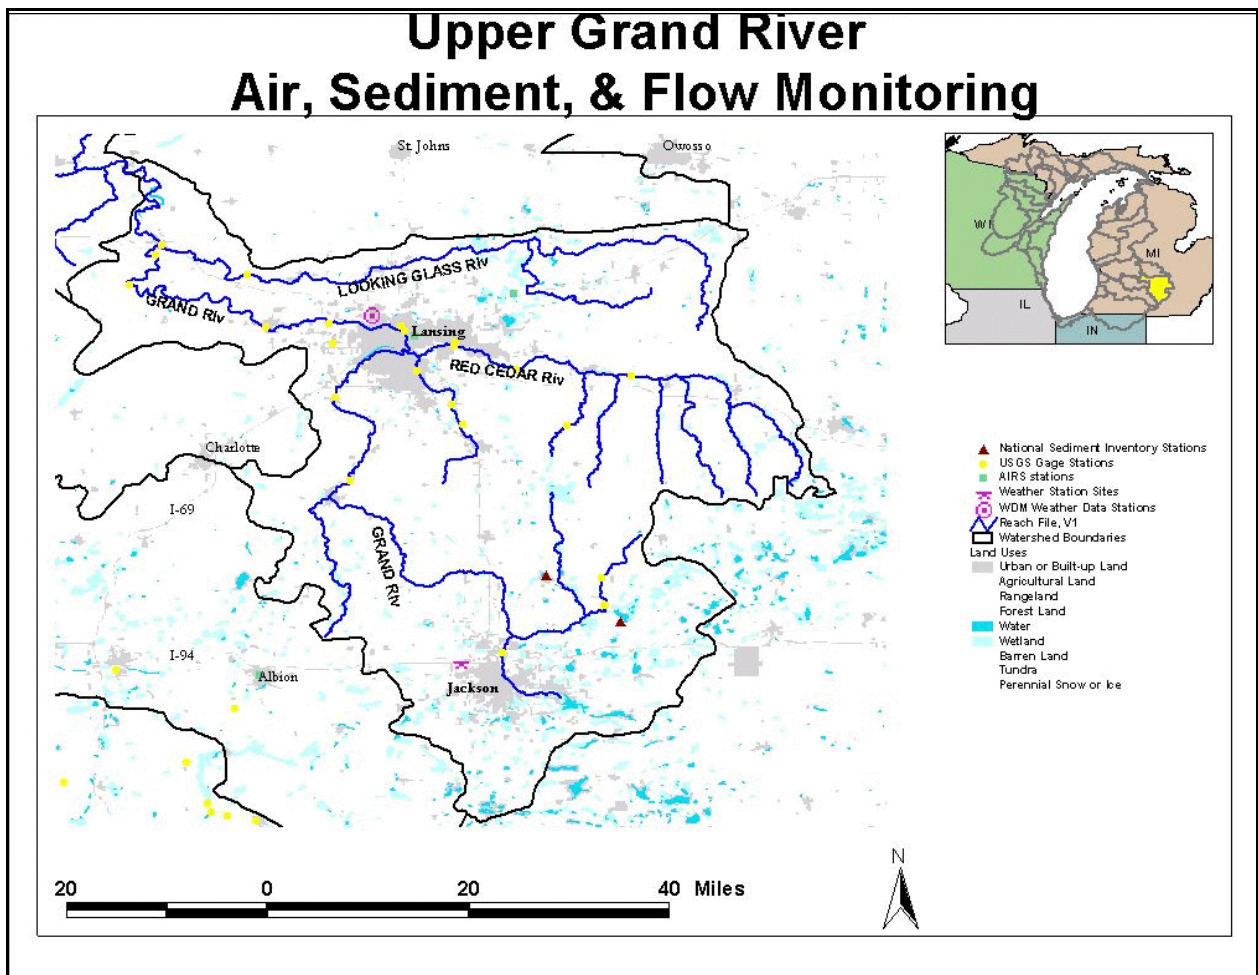 Upper Grand River
Air, Sediment, & Flow Monitoring
St Johns
Owosso
LOOKING GLASS Riv
GRAND Riv
Lansing
RED CEDAR Riv
Charlotte
I-69
GRAND Riv
I-94
Albion
Jackson
WI
MI
IL
IN
National Sediment Inventory Stations
USGS Gage Stations
AIRS stations
Weather Station Sites
WDM Weather Data Stations
Reach File, V1
Watershed Boundaries
Land Uses
Urban or Built-up Land
Agricultural Land
Rangeland
Forest Land
Water
Wetland
Barren Land
Tundra
Perennial Snow or Ice
N
20 0 20 40 Miles